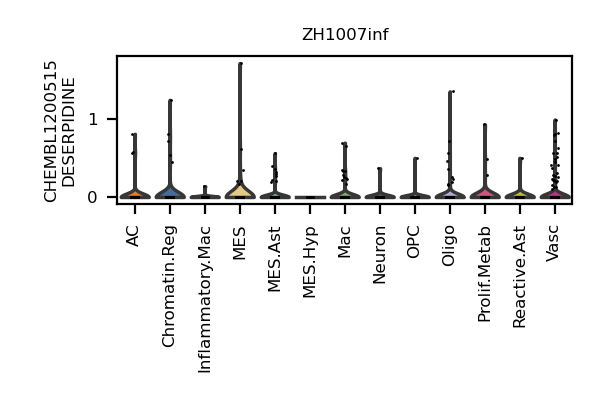 ZH1007inf
CHEMBL1200515
DESERPIDINE
1
0
AC
Chromatin.Reg
Inflammatory.Mac
MES
MES.Ast
MES.Hyp
Mac
Neuron
OPC
Oligo
Prolif.Metab
Reactive.Ast
Vasc